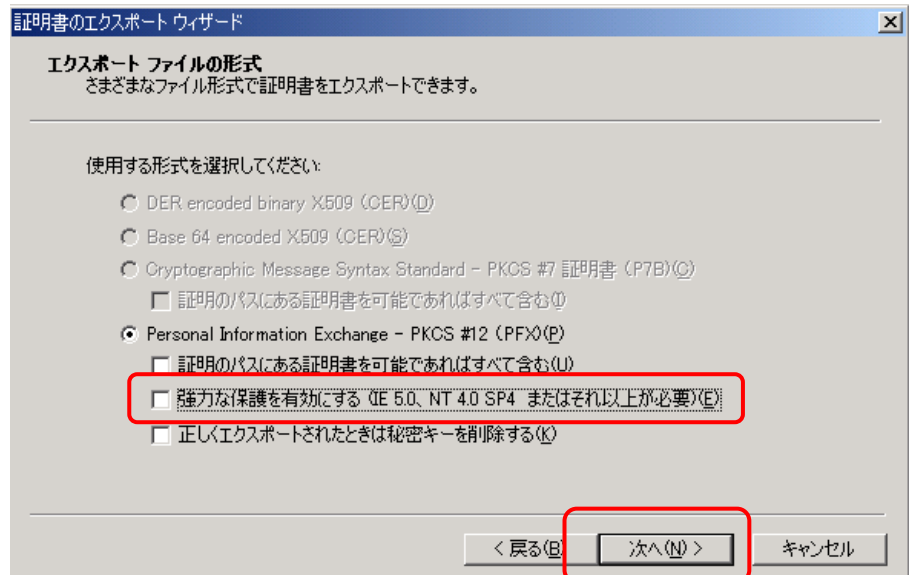 証明書のエクスポート ウィザード
エクスポート ファイルの形式
さまざまなファイル形式で証明書をエクスポートできます。
使用する形式を選択してください:
DER encoded binary X.509 (CER)(D)
Base 64 encoded X.509 (CER)(S)
Cryptographic Message Syntax Standard - PKCS #7 証明書 (P7B)(C)
証明のパスにある証明書を可能であればすべて含む(I)
Personal Information Exchange - PKCS #12 (PFX)(P)
証明のパスにある証明書を可能であればすべて含む(U)
強力な保護を有効にする (IE 5.0、NT 4.0 SP4 またはそれ以上が必要)(E)
正しくエクスポートされたときは秘密キーを削除する(K)
< 戻る(B) 次へ(N) > キャンセル